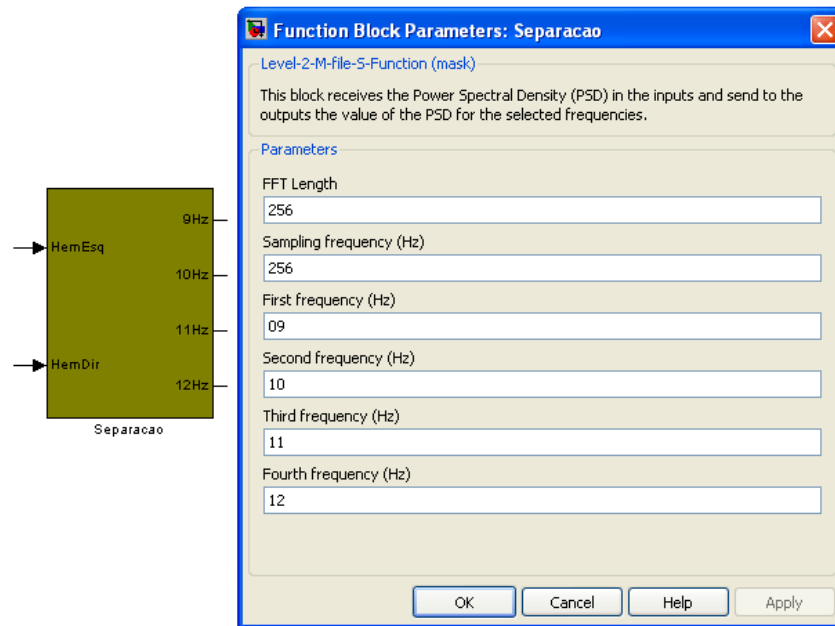 HemEsq
HemDir
9Hz
10Hz
11Hz
12Hz
Separacao
Function Block Parameters: Separacao
Level-2-M-file-S-Function (mask)
This block receives the Power Spectral Density (PSD) in the inputs and send to the
outputs the value of the PSD for the selected frequencies.
Parameters
FFT Length
256
Sampling frequency (Hz)
256
First frequency (Hz)
09
Second frequency (Hz)
10
Third frequency (Hz)
11
Fourth frequency (Hz)
12
OK Cancel Help Apply